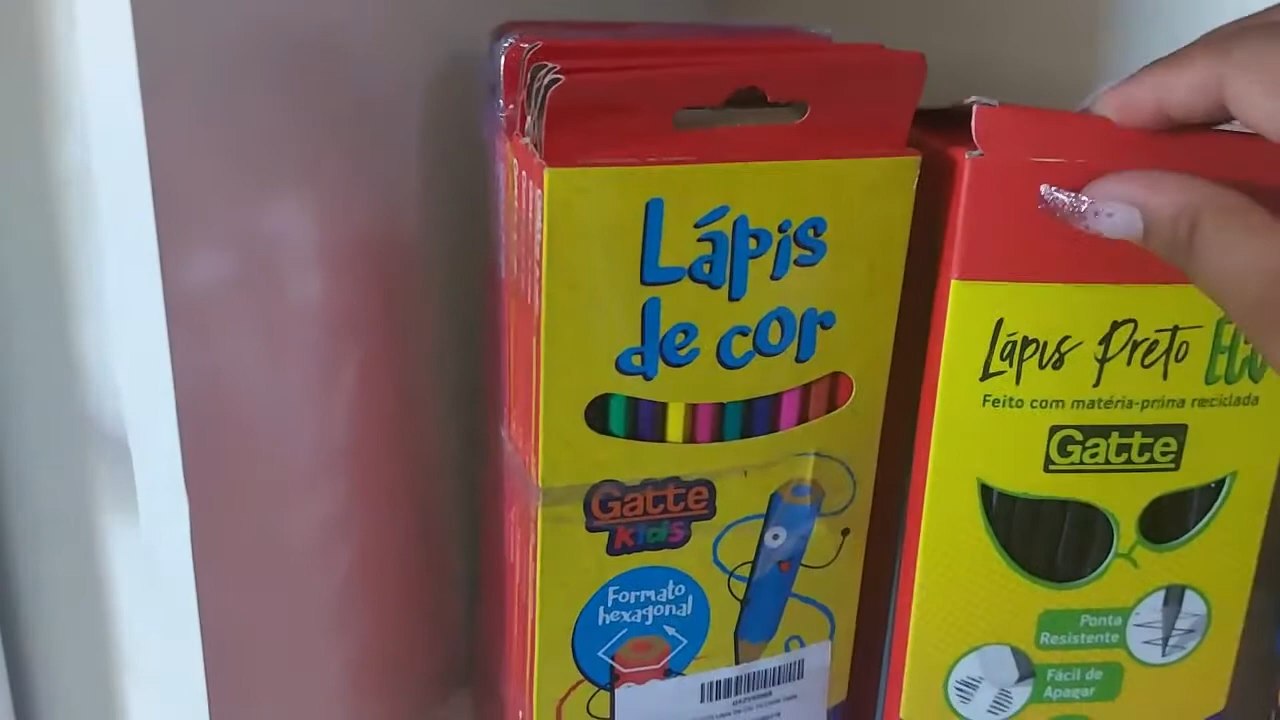 Lápis
de cor
Gatte
Kids
Formato
hexagonal
Lápis Preto Eco
Feito com matéria-prima reciclada
Gatte
Ponta
Resistente
Fácil de
Apagar